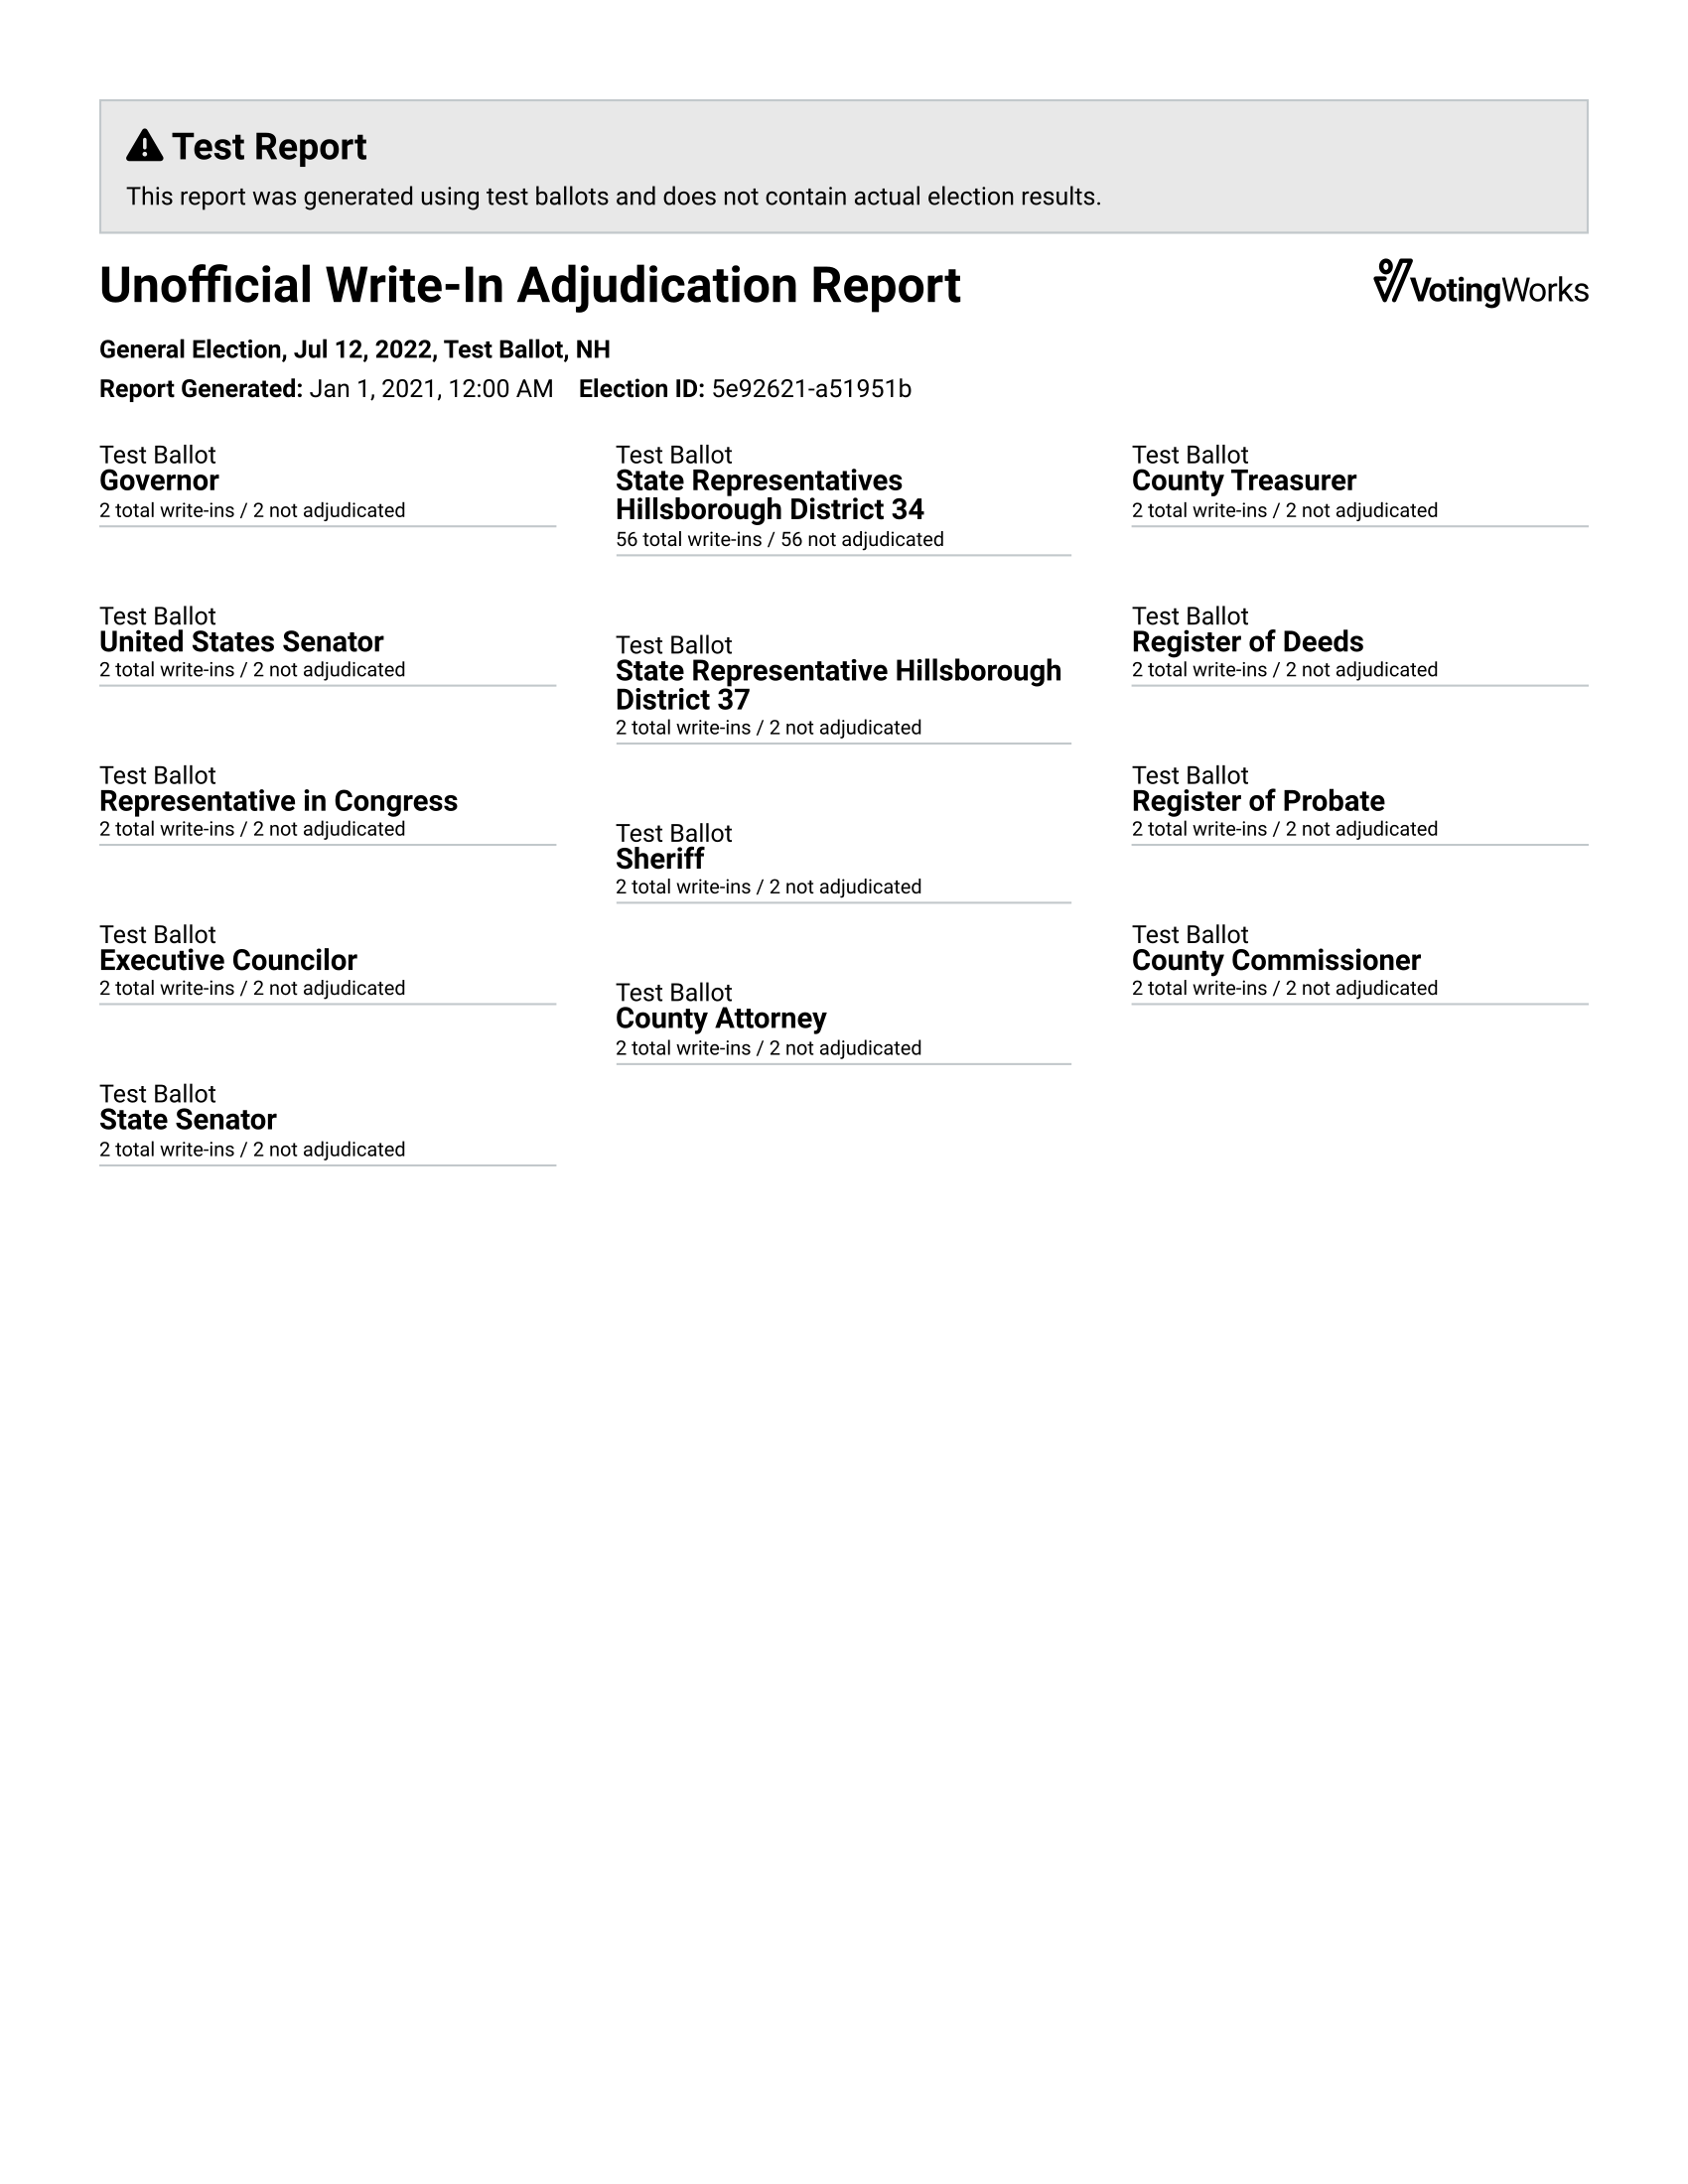 Test Report
This report was generated using test ballots and does not contain actual election results.
Unofficial Write-In Adjudication Report
VotingWorks
General Election, Jul 12, 2022, Test Ballot, NH
Report Generated: Jan 1, 2021, 12:00 AM Election ID: 5e92621-a51951b
Test Ballot
Governor
2 total write-ins / 2 not adjudicated
Test Ballot
United States Senator
2 total write-ins / 2 not adjudicated
Test Ballot
Representative in Congress
2 total write-ins / 2 not adjudicated
Test Ballot
Executive Councilor
2 total write-ins / 2 not adjudicated
Test Ballot
State Senator
2 total write-ins / 2 not adjudicated
Test Ballot
State Representatives
Hillsborough District 34
56 total write-ins / 56 not adjudicated
Test Ballot
State Representative Hillsborough
District 37
2 total write-ins / 2 not adjudicated
Test Ballot
Sheriff
2 total write-ins / 2 not adjudicated
Test Ballot
County Attorney
2 total write-ins / 2 not adjudicated
Test Ballot
County Treasurer
2 total write-ins / 2 not adjudicated
Test Ballot
Register of Deeds
2 total write-ins / 2 not adjudicated
Test Ballot
Register of Probate
2 total write-ins / 2 not adjudicated
Test Ballot
County Commissioner
2 total write-ins / 2 not adjudicated